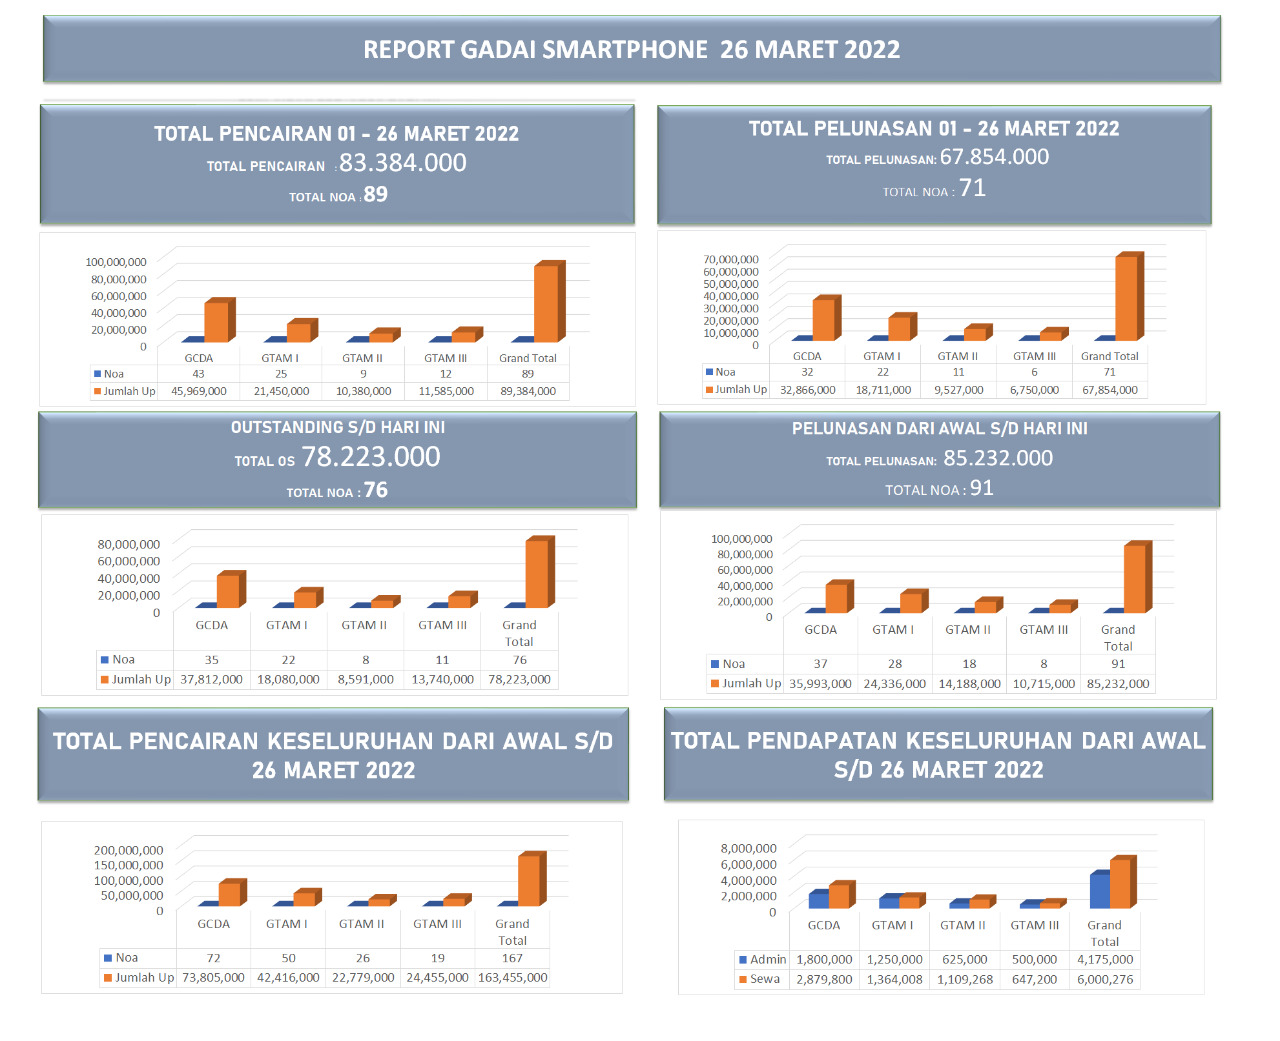 REPORT GADAI SMARTPHONE 26 MARET 2022
TOTAL PENCAIRAN 01 - 26 MARET 2022
TOTAL PENCAIRAN : 83.384.000
TOTAL NOA : 89
TOTAL PELUNASAN 01 - 26 MARET 2022
TOTAL PELUNASAN: 67.854.000
TOTAL NOA : 71
100,000,000
80,000,000
60,000,000
40,000,000
20,000,000
0
GCDA GTAM I GTAM II GTAM III Grand Total
Noa 43 25 9 12 89
Jumlah Up 45,969,000 21,450,000 10,380,000 11,585,000 89,384,000
70,000,000
60,000,000
50,000,000
40,000,000
30,000,000
20,000,000
10,000,000
0
GCDA GTAM I GTAM II GTAM III Grand Total
Noa 32 22 11 6 71
Jumlah Up 32,866,000 18,711,000 9,527,000 6,750,000 67,854,000
OUTSTANDING S/D HARI INI
TOTAL OS 78.223.000
TOTAL NOA : 76
PELUNASAN DARI AWAL S/D HARI INI
TOTAL PELUNASAN: 85.232.000
TOTAL NOA : 91
80,000,000
60,000,000
40,000,000
20,000,000
0
GCDA GTAM I GTAM II GTAM III Grand
Total
Noa 35 22 8 11 76
Jumlah Up 37,812,000 18,080,000 8,591,000 13,740,000 78,223,000
100,000,000
80,000,000
60,000,000
40,000,000
20,000,000
0
GCDA GTAM I GTAM II GTAM III Grand
Total
Noa 37 28 18 8 91
Jumlah Up 35,993,000 24,336,000 14,188,000 10,715,000 85,232,000
TOTAL PENCAIRAN KESELURUHAN DARI AWAL S/D
26 MARET 2022
TOTAL PENDAPATAN KESELURUHAN DARI AWAL
S/D 26 MARET 2022
200,000,000
150,000,000
100,000,000
50,000,000
0
GCDA GTAM I GTAM II GTAM III Grand
Total
Noa 72 50 26 19 167
Jumlah Up 73,805,000 42,416,000 22,779,000 24,455,000 163,455,000
8,000,000
6,000,000
4,000,000
2,000,000
0
GCDA GTAM I GTAM II GTAM III Grand
Total
Admin 1,800,000 1,250,000 625,000 500,000 4,175,000
Sewa 2,879,800 1,364,008 1,109,268 647,200 6,000,276